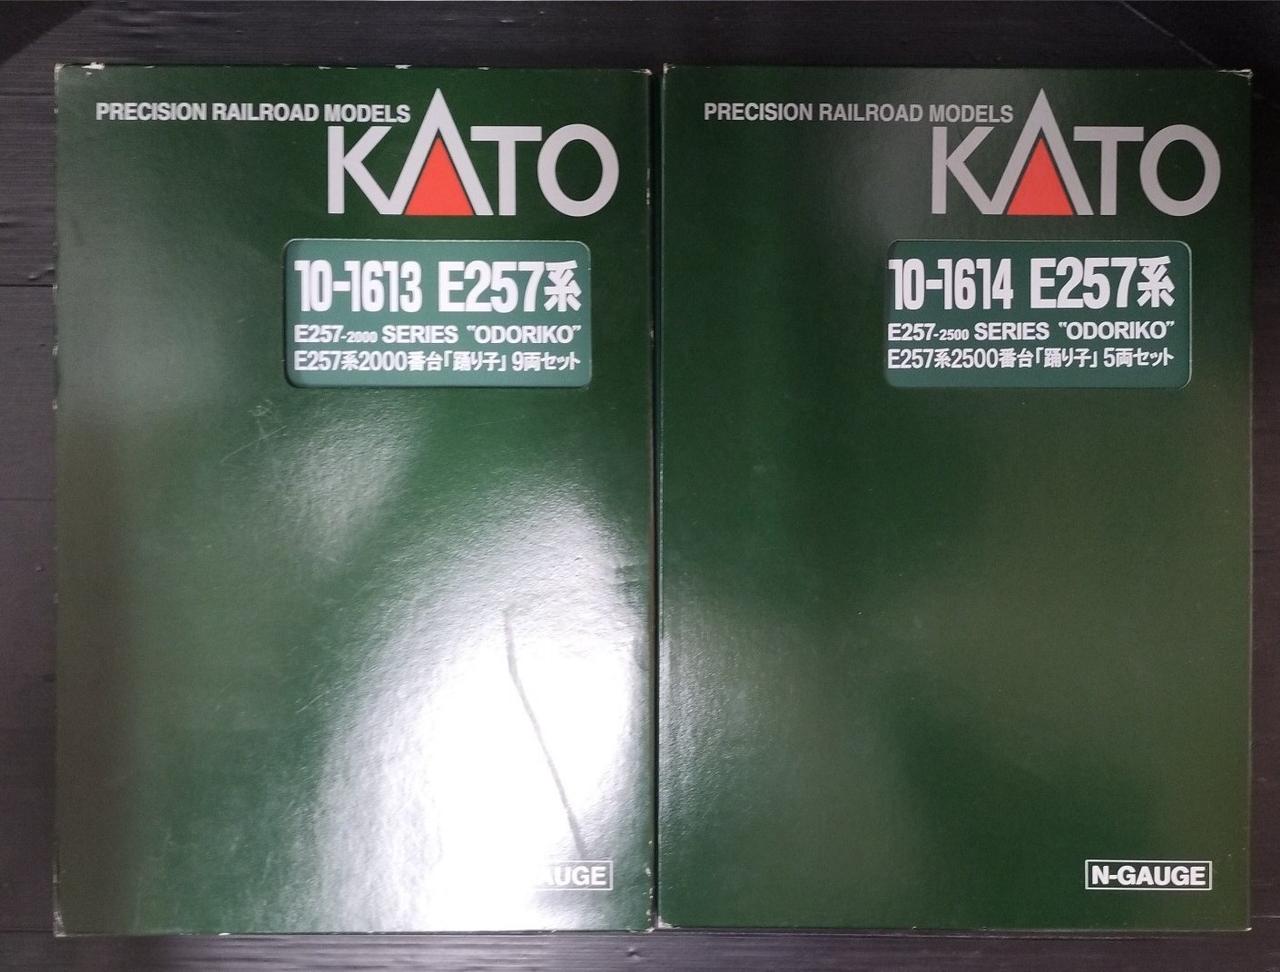 PRECISION RAILROAD MODELS
KATO
10-1613 E257系
E257-2000 SERIES "ODORIKO"
E257系2000番台「踊り子」9両セット
AUGE
PRECISION RAILROAD MODELS
KATO
10-1614 E257系
E257-2500 SERIES "ODORIKO"
E257系2500番台「踊り子」5両セット
N-GAUGE